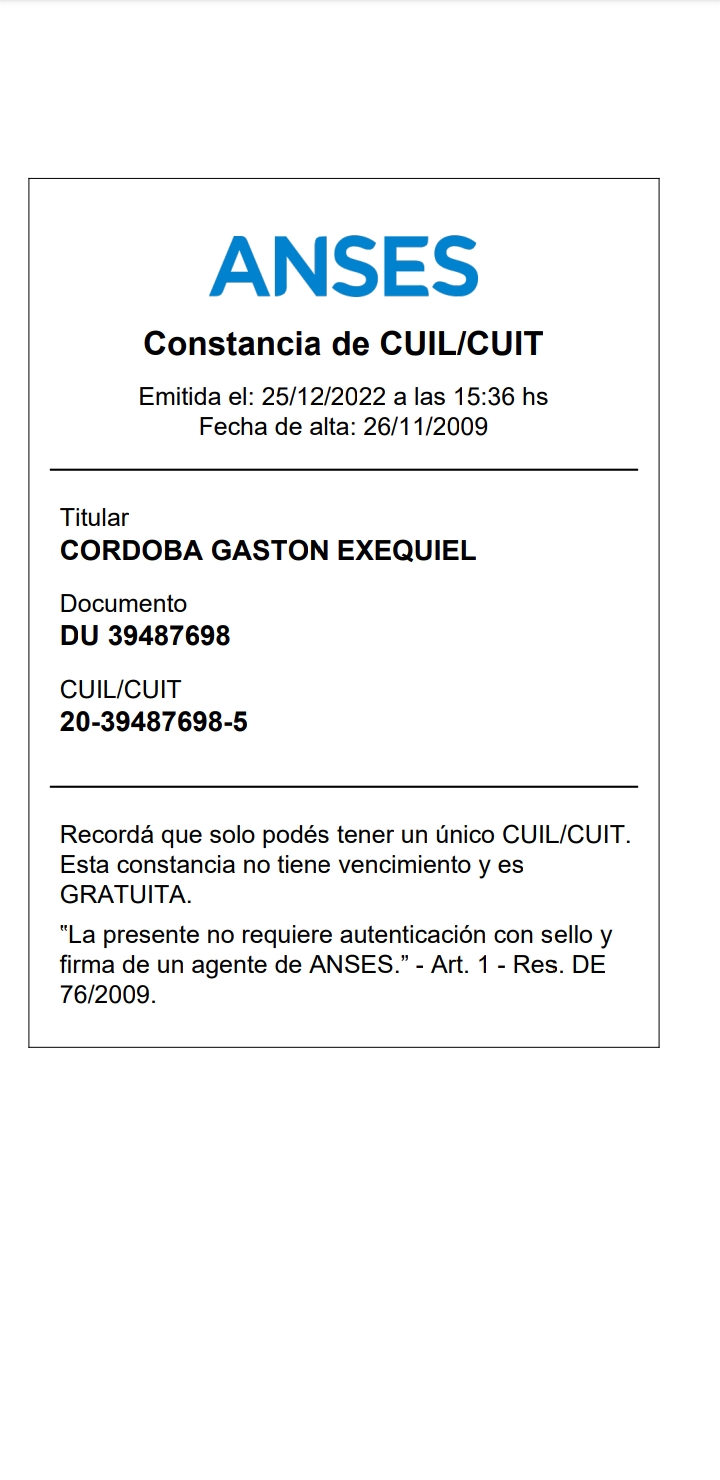 ANSES
Constancia de CUIL/CUIT
Emitida el: 25/12/2022 a las 15:36 hs
Fecha de alta: 26/11/2009
Titular
CORDOBA GASTON EXEQUIEL
Documento
DU 39487698
CUIL/CUIT
20-39487698-5
Recordá que solo podés tener un único CUIL/CUIT.
Esta constancia no tiene vencimiento y es
GRATUITA.
‟La presente no requiere autenticación con sello y
firma de un agente de ANSES.” - Art. 1 - Res. DE
76/2009.